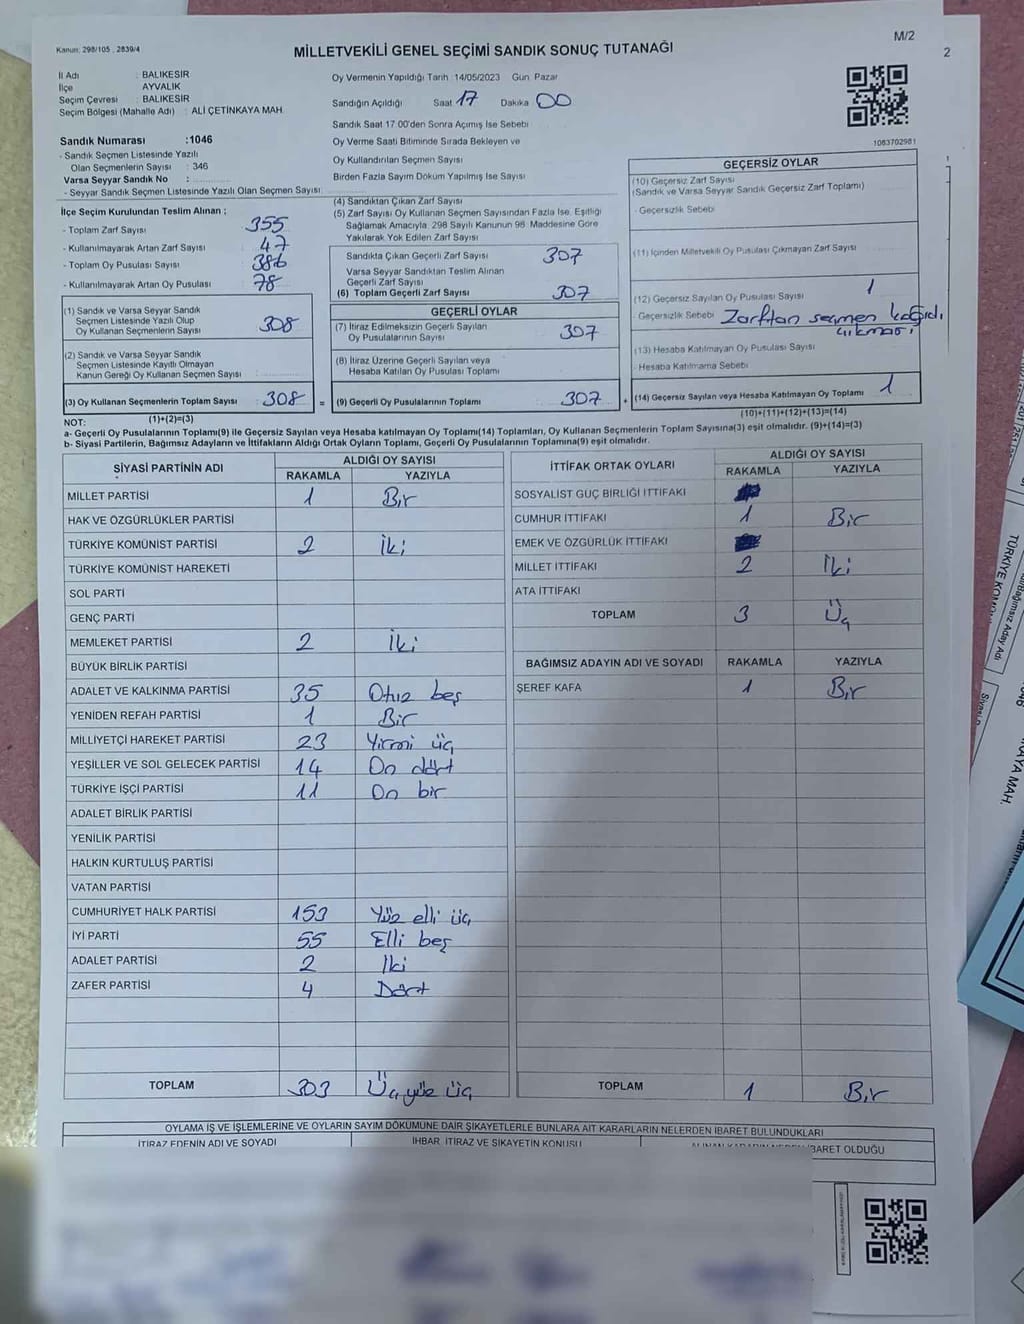 Kanun: 298/105 , 2839/4
MİLLETVEKİLİ GENEL SEÇİMİ SANDIK SONUÇ TUTANAĞI
M/2
2
İl Adı : BALIKESİR
İlçe : AYVALIK
Seçim Çevresi : BALIKESİR
Seçim Bölgesi (Mahalle Adı) : ALİ ÇETİNKAYA MAH.
Sandık Numarası :1046
- Sandık Seçmen Listesinde Yazılı
Olan Seçmenlerin Sayısı : 346
Varsa Seyyar Sandık No :
- Seyyar Sandık Seçmen Listesinde Yazılı Olan Seçmen Sayısı:
Oy Vermenin Yapıldığı Tarih :14/05/2023 Gün: Pazar
Sandığın Açıldığı Saat 17 Dakika 00
Sandık Saat 17:00'den Sonra Açımış İse Sebebi
Oy Verme Saati Bitiminde Sırada Bekleyen ve
Oy Kullandırılan Seçmen Sayısı
Birden Fazla Sayım Döküm Yapılmış İse Sayısı
1083702981
İlçe Seçim Kurulundan Teslim Alınan ;
- Toplam Zarf Sayısı 355
- Kullanılmayarak Artan Zarf Sayısı 47
- Toplam Oy Pusulası Sayısı 386
- Kullanılmayarak Artan Oy Pusulası 78
(1) Sandık ve Varsa Seyyar Sandık
Seçmen Listesinde Yazılı Olup
Oy Kullanan Seçmenlerin Sayısı 308
(2) Sandık ve Varsa Seyyar Sandık
Seçmen Listesinde Kayıtlı Olmayan
Kanun Gereği Oy Kullanan Seçmen Sayısı
(3) Oy Kullanan Seçmenlerin Toplam Sayısı 308 =
(1)+(2)=(3)
(4) Sandıktan Çıkan Zarf Sayısı
(5) Zarf Sayısı Oy Kullanan Seçmen Sayısından Fazla İse, Eşitliği
Sağlamak Amacıyla, 298 Sayılı Kanunun 98. Maddesine Göre
Yakılarak Yok Edilen Zarf Sayısı
Sandıkta Çıkan Geçerli Zarf Sayısı 307
Varsa Seyyar Sandıktan Teslim Alınan
Geçerli Zarf Sayısı
(6) Toplam Geçerli Zarf Sayısı 307
GEÇERLİ OYLAR
(7) İtiraz Edilmeksizin Geçerli Sayılan
Oy Pusulalarının Sayısı 307
(8) İtiraz Üzerine Geçerli Sayılan veya
Hesaba Katılan Oy Pusulası Toplamı
(9) Geçerli Oy Pusulalarının Toplamı 307 +
GEÇERSİZ OYLAR
(10) Geçersiz Zarf Sayısı
(Sandık ve Varsa Seyyar Sandık Geçersiz Zarf Toplamı)
- Geçersizlik Sebebi
(11) İçinden Milletvekili Oy Pusulası Çıkmayan Zarf Sayısı
(12) Geçersiz Sayılan Oy Pusulası Sayısı 1
Geçersizlik Sebebi Zarftan seçmen kağıdı
çıkması
(13) Hesaba Katılmayan Oy Pusulası Sayısı
- Hesaba Katılmama Sebebi
(14) Geçersiz Sayılan veya Hesaba Katılmayan Oy Toplamı 1
(10)+(11)+(12)+(13)=(14)
NOT:
a- Geçerli Oy Pusulalarının Toplamı(9) ile Geçersiz Sayılan veya Hesaba Katılmayan Oy Toplamı(14) Toplamları, Oy Kullanan Seçmenlerin Toplam Sayısına(3) eşit olmalıdır. (9)+(14)=(3)
b- Siyasi Partilerin, Bağımsız Adayların ve İttifakların Aldığı Ortak Oyların Toplamı, Geçerli Oy Pusulalarının Toplamına(9) eşit olmalıdır.
SİYASİ PARTİNİN ADI
ALDIĞI OY SAYISI
RAKAMLA YAZIYLA
MİLLET PARTİSİ 1 Bir
HAK VE ÖZGÜRLÜKLER PARTİSİ
TÜRKİYE KOMÜNİST PARTİSİ 2 İki
TÜRKİYE KOMÜNİST HAREKETİ
SOL PARTİ
GENÇ PARTİ
MEMLEKET PARTİSİ 2 İki
BÜYÜK BİRLİK PARTİSİ
ADALET VE KALKINMA PARTİSİ 35 Otuz beş
YENİDEN REFAH PARTİSİ 1 Bir
MİLLİYETÇİ HAREKET PARTİSİ 23 Yirmi üç
YEŞİLLER VE SOL GELECEK PARTİSİ 14 On dört
TÜRKİYE İŞÇİ PARTİSİ 11 On bir
ADALET BİRLİK PARTİSİ
YENİLİK PARTİSİ
HALKIN KURTULUŞ PARTİSİ
VATAN PARTİSİ
CUMHURİYET HALK PARTİSİ 153 Yüz elli üç
İYİ PARTİ 55 Elli beş
ADALET PARTİSİ 2 İki
ZAFER PARTİSİ 4 Dört
TOPLAM 303 Üç yüz üç
İTTİFAK ORTAK OYLARI
ALDIĞI OY SAYISI
RAKAMLA YAZIYLA
SOSYALİST GÜÇ BİRLİĞİ İTTİFAKI
CUMHUR İTTİFAKI 1 Bir
EMEK VE ÖZGÜRLÜK İTTİFAKI
MİLLET İTTİFAKI 2 İki
ATA İTTİFAKI
TOPLAM 3 Üç
BAĞIMSIZ ADAYIN ADI VE SOYADI RAKAMLA YAZIYLA
ŞEREF KAFA 1 Bir
TOPLAM 1 Bir
OYLAMA İŞ VE İŞLEMLERİNE VE OYLARIN SAYIM DÖKÜMÜNE DAİR ŞİKAYETLERLE BUNLARA AİT KARARLARIN NELERDEN İBARET BULUNDUKLARI
İTİRAZ EDENİN ADI VE SOYADI
İHBAR, İTİRAZ VE ŞİKAYETİN KONUSU
İBARET OLDUĞU
TÜRKİYE KOM
Bağımsız Aday Adı
AYA MAH.